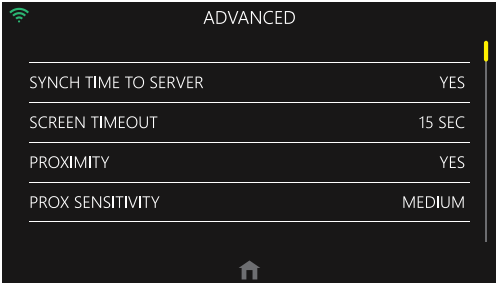 ADVANCED
SYNCH TIME TO SERVER YES
SCREEN TIMEOUT 15 SEC
PROXIMITY YES
PROX SENSITIVITY MEDIUM